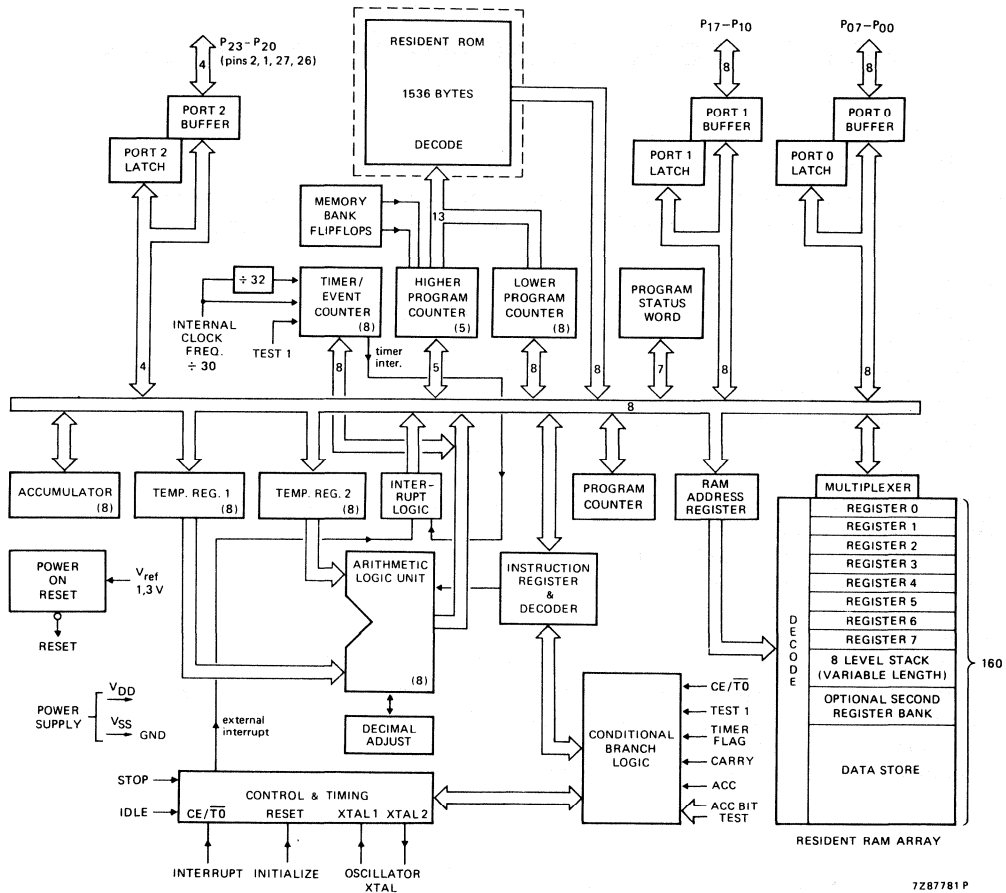 P23–P20
(pins 2, 1, 27, 26)
4
PORT 2
BUFFER
PORT 2
LATCH
4
RESIDENT ROM
1536 BYTES
DECODE
13
MEMORY
BANK
FLIPFLOPS
÷ 32
INTERNAL
CLOCK
FREQ.
÷ 30
TEST 1
TIMER/
EVENT
COUNTER
(8)
timer
inter.
8
HIGHER
PROGRAM
COUNTER
(5)
5
LOWER
PROGRAM
COUNTER
(8)
8
8
PROGRAM
STATUS
WORD
7
P17–P10
8
PORT 1
BUFFER
PORT 1
LATCH
8
P07–P00
8
PORT 0
BUFFER
PORT 0
LATCH
8
8
ACCUMULATOR
(8)
TEMP. REG. 1
(8)
TEMP. REG. 2
(8)
INTER-
RUPT
LOGIC
PROGRAM
COUNTER
RAM
ADDRESS
REGISTER
MULTIPLEXER
REGISTER 0
REGISTER 1
REGISTER 2
REGISTER 3
REGISTER 4
REGISTER 5
REGISTER 6
REGISTER 7
8 LEVEL STACK
(VARIABLE LENGTH)
OPTIONAL SECOND
REGISTER BANK
DATA STORE
DECODE
160
RESIDENT RAM ARRAY
POWER
ON
RESET
Vref
1,3 V
RESET
ARITHMETIC
LOGIC UNIT
(8)
INSTRUCTION
REGISTER
&
DECODER
DECIMAL
ADJUST
POWER
SUPPLY
VDD
VSS
GND
external
interrupt
CONDITIONAL
BRANCH
LOGIC
CE/T̅0̅
TEST 1
TIMER
FLAG
CARRY
ACC
ACC BIT
TEST
STOP
IDLE
CONTROL & TIMING
CE/T̅0̅ RESET XTAL 1 XTAL 2
INTERRUPT INITIALIZE OSCILLATOR
XTAL
7Z87781 P